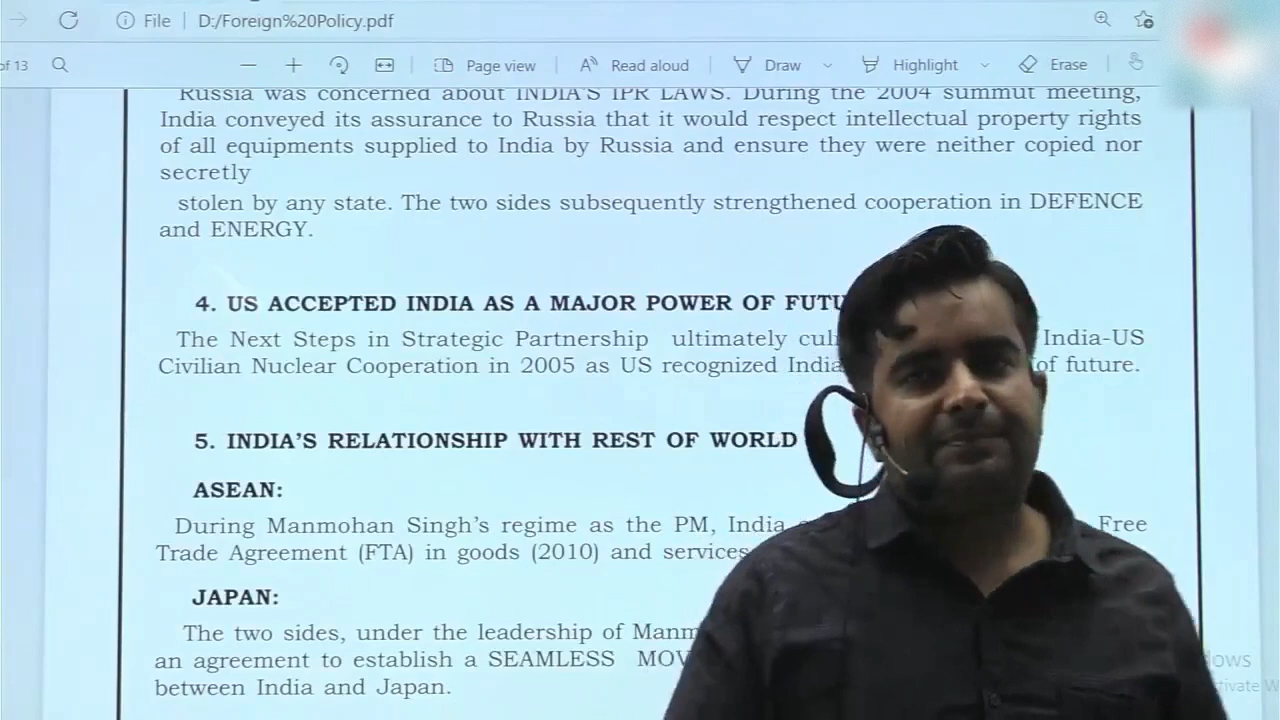 File D:/Foreign%20Policy.pdf
of 13 Page view Read aloud Draw Highlight Erase
Russia was concerned about INDIA'S IPR LAWS. During the 2004 summut meeting,
India conveyed its assurance to Russia that it would respect intellectual property rights
of all equipments supplied to India by Russia and ensure they were neither copied nor
secretly
stolen by any state. The two sides subsequently strengthened cooperation in DEFENCE
and ENERGY.
4. US ACCEPTED INDIA AS A MAJOR POWER OF
The Next Steps in Strategic Partnership ultimately India-US
Civilian Nuclear Cooperation in 2005 as US recognized India of future.
5. INDIA'S RELATIONSHIP WITH REST OF WORLD
ASEAN:
During Manmohan Singh's regime as the PM, India Free
Trade Agreement (FTA) in goods (2010) and services
JAPAN:
The two sides, under the leadership of
an agreement to establish a SEAMLESS
between India and Japan.